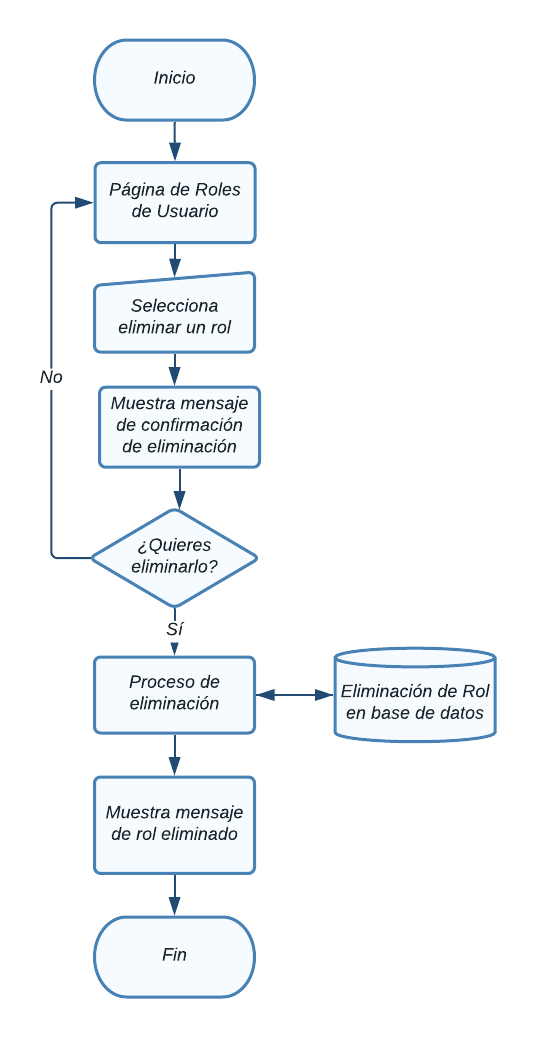 Inicio
Página de Roles
de Usuario
Selecciona
eliminar un rol
No
Muestra mensaje
de confirmación
de eliminación
¿Quieres
eliminarlo?
Sí
Proceso de
eliminación
Eliminación de Rol
en base de datos
Muestra mensaje
de rol eliminado
Fin